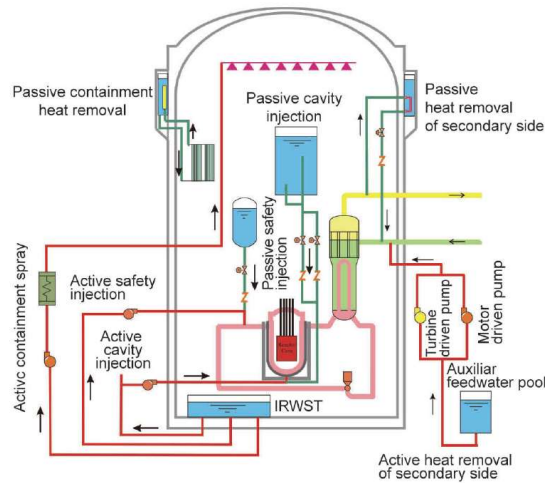 Passive containment
heat removal
Passive cavity
injection
Passive
heat removal
of secondary side
Passive safety
injection
Active containment spray
Active safety
injection
Active cavity
injection
IRWST
Turbine
driven pump
Motor
driven pump
Auxiliar
feedwater pool
Active heat removal
of secondary side